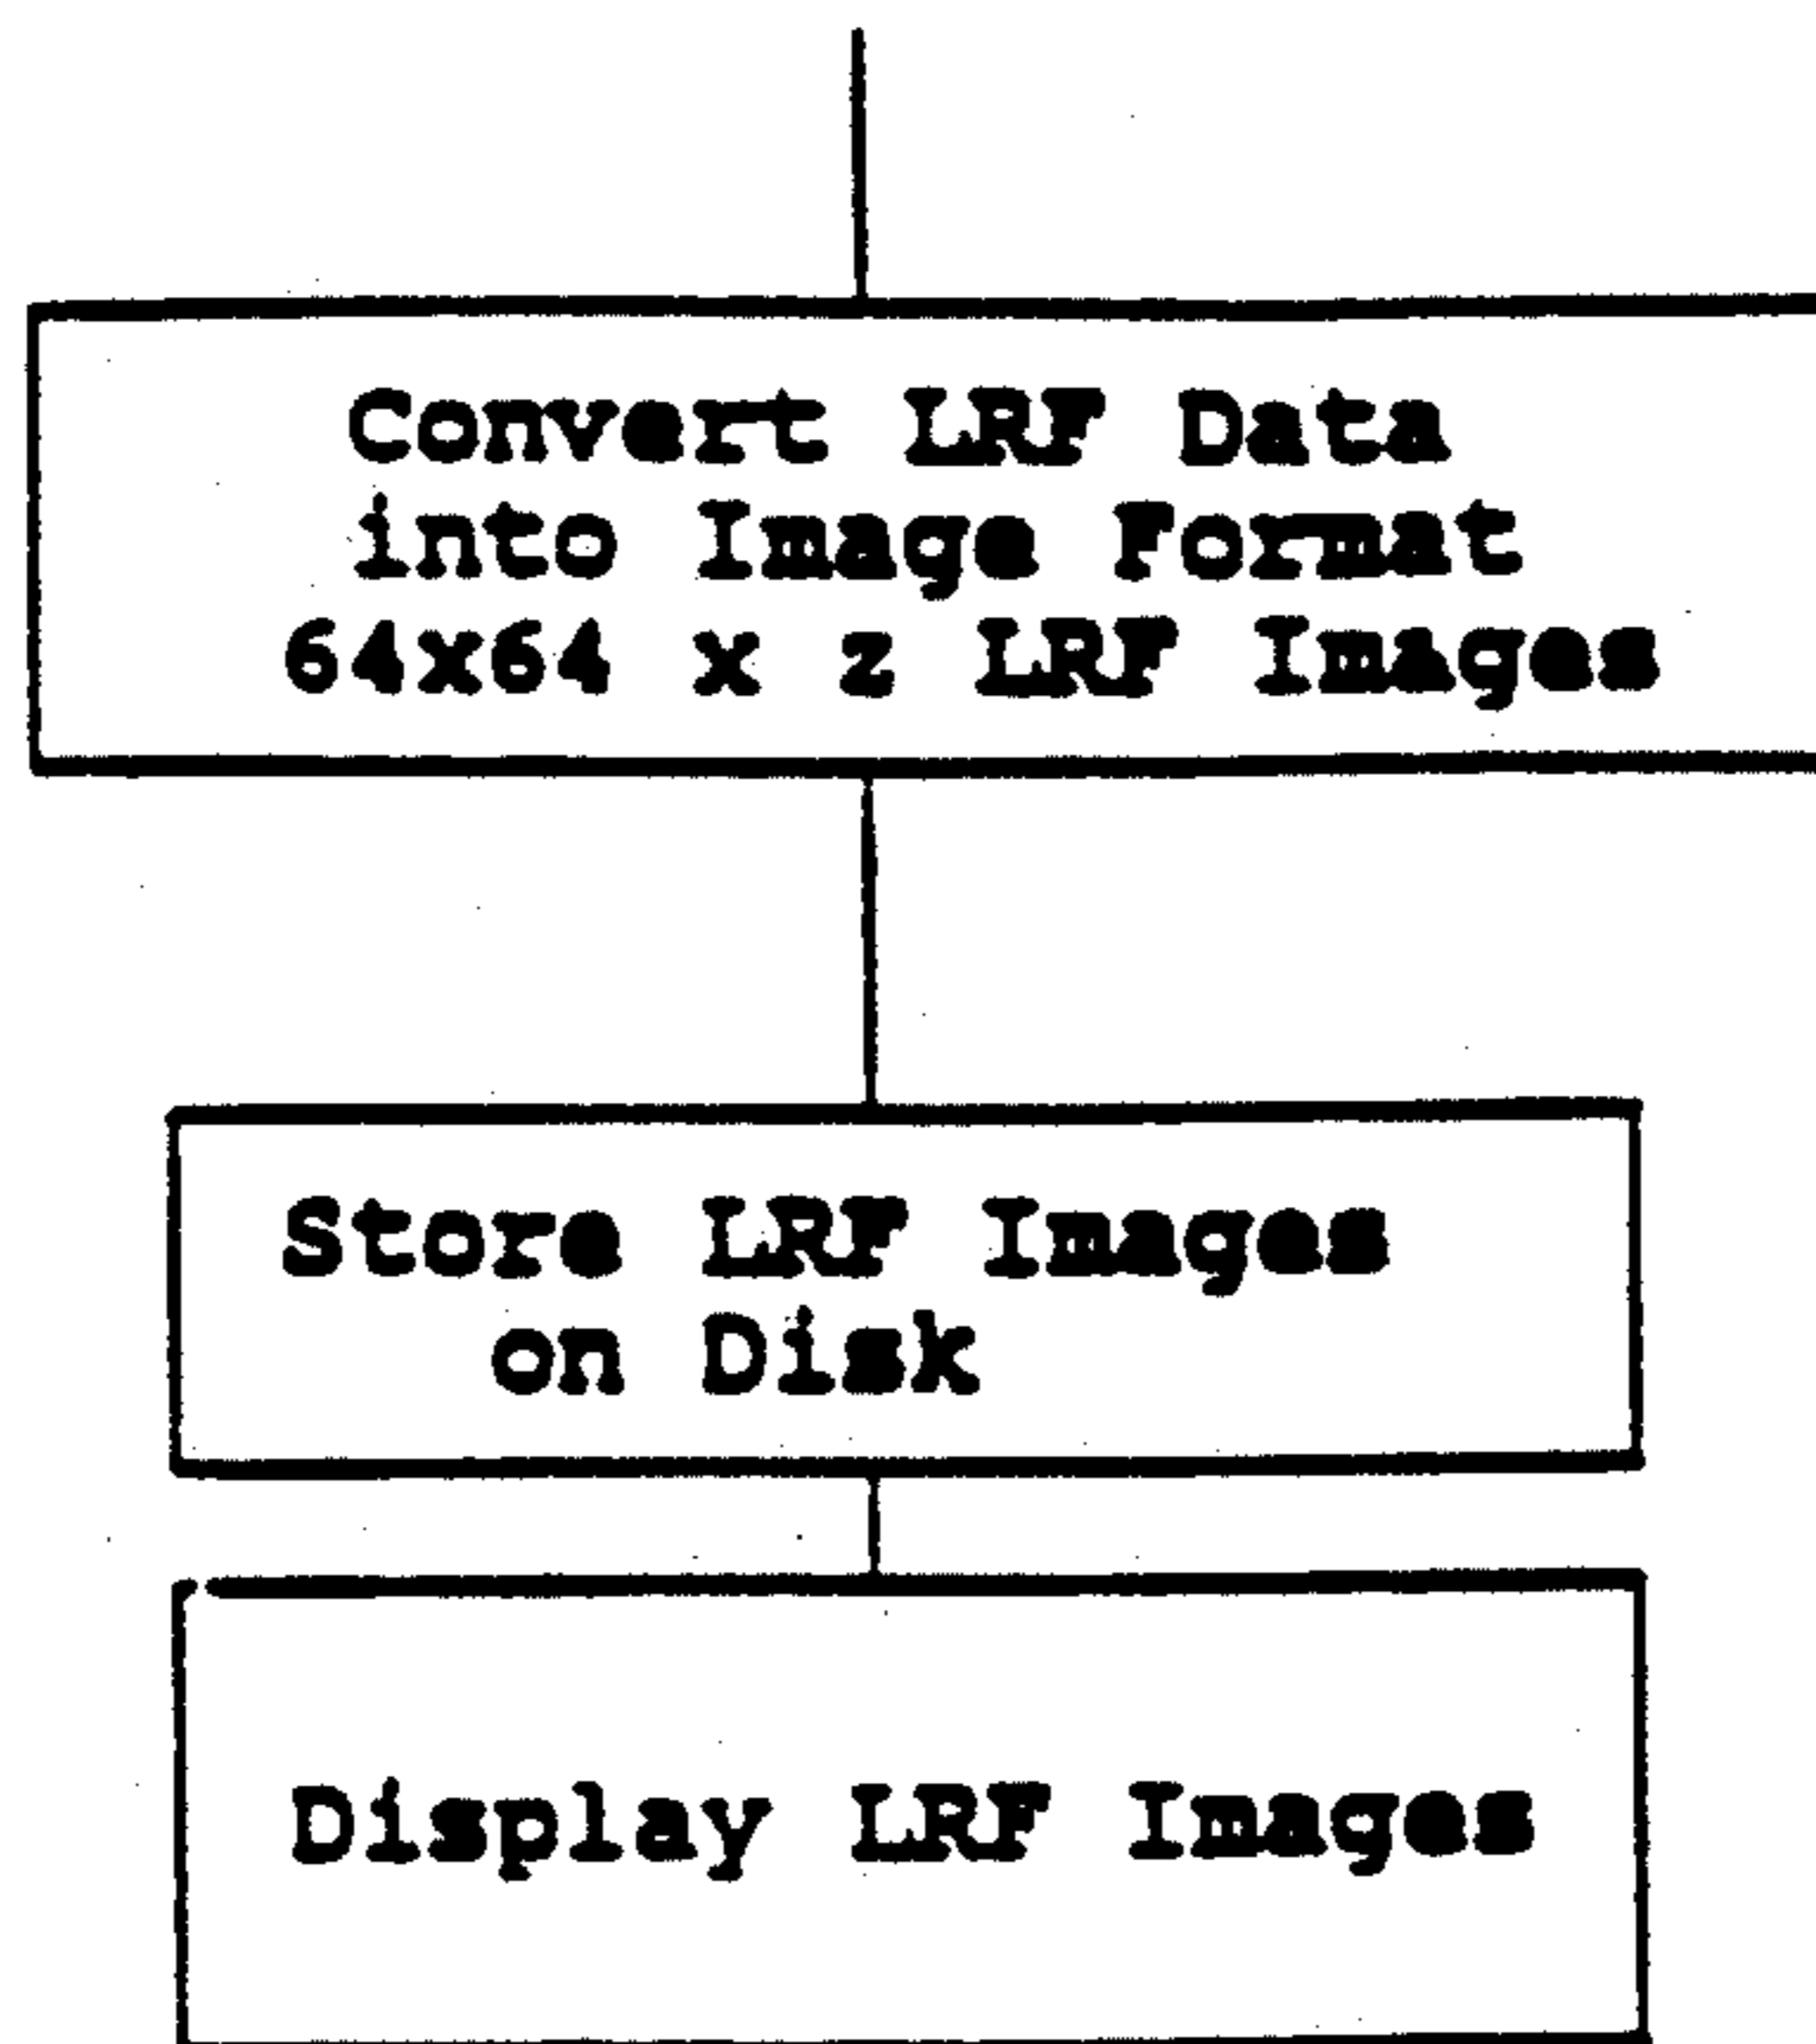 Convert LRF Data
into Image Format
64x64 x z LRF Images
Store LRF Images
on Disk
Display LRF Images